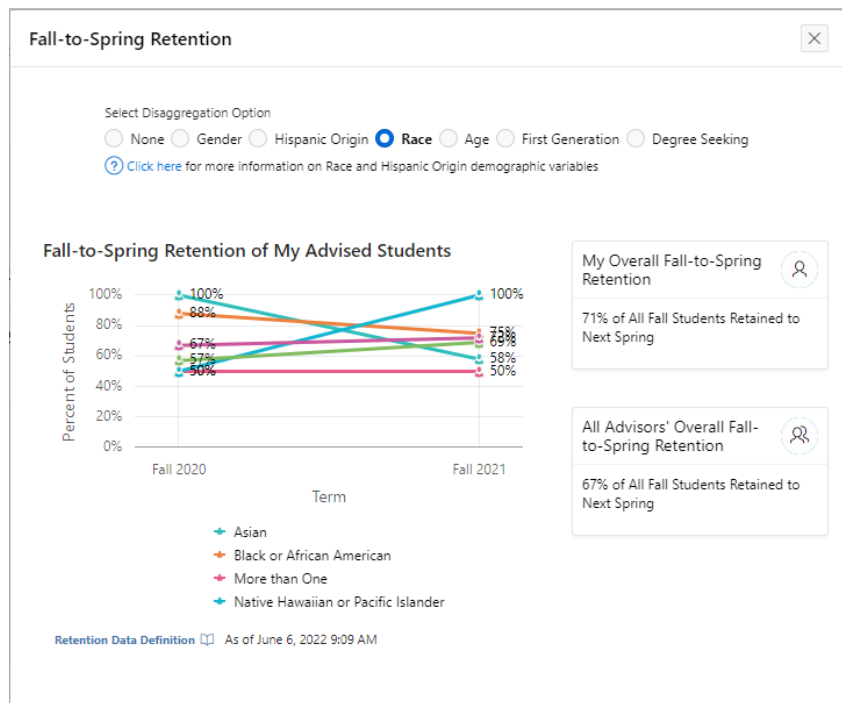 Fall-to-Spring Retention
Select Disaggregation Option
None Gender Hispanic Origin Race Age First Generation Degree Seeking
? Click here for more information on Race and Hispanic Origin demographic variables
Fall-to-Spring Retention of My Advised Students
Percent of Students
100%
80%
60%
40%
20%
0%
100%
88%
67%
57%
50%
100%
75%
69%
58%
50%
Fall 2020
Fall 2021
Term
Asian
Black or African American
More than One
Native Hawaiian or Pacific Islander
Retention Data Definition As of June 6, 2022 9:09 AM
My Overall Fall-to-Spring
Retention
71% of All Fall Students Retained to
Next Spring
All Advisors' Overall Fall-
to-Spring Retention
67% of All Fall Students Retained to
Next Spring